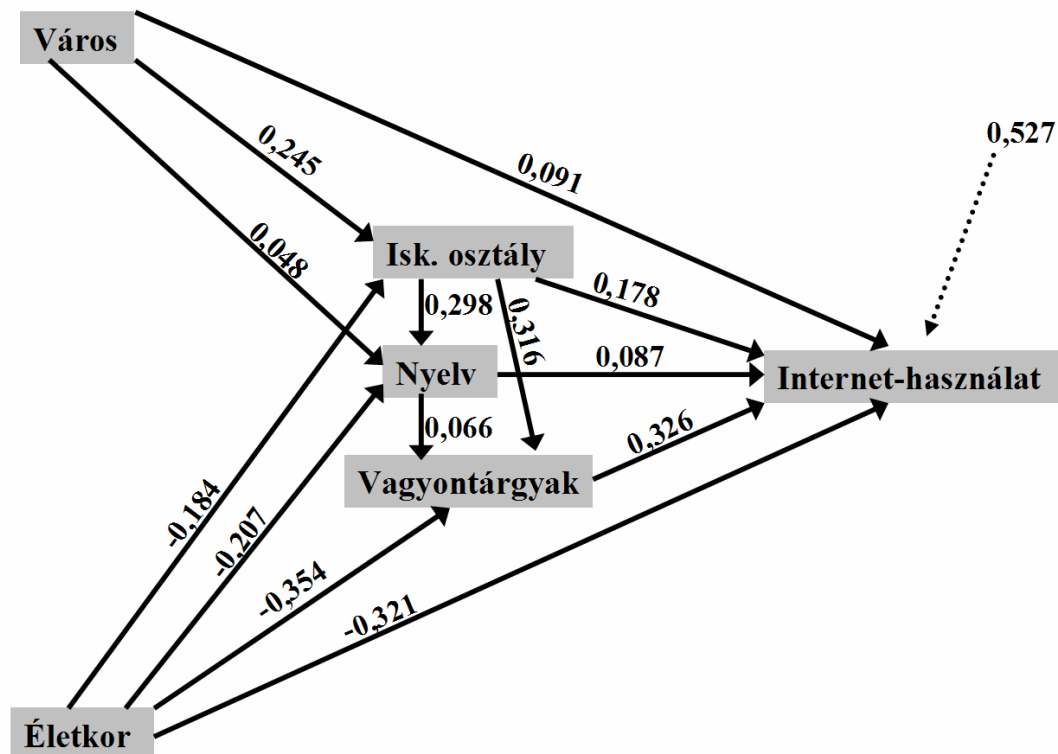 Város
0,527
0,245
0,091
0,048
Isk. osztály
0,178
0,298
0,316
Nyelv
0,087
Internet-használat
0,066
0,326
Vagyontárgyak
-0,184
-0,207
-0,354
-0,321
Életkor